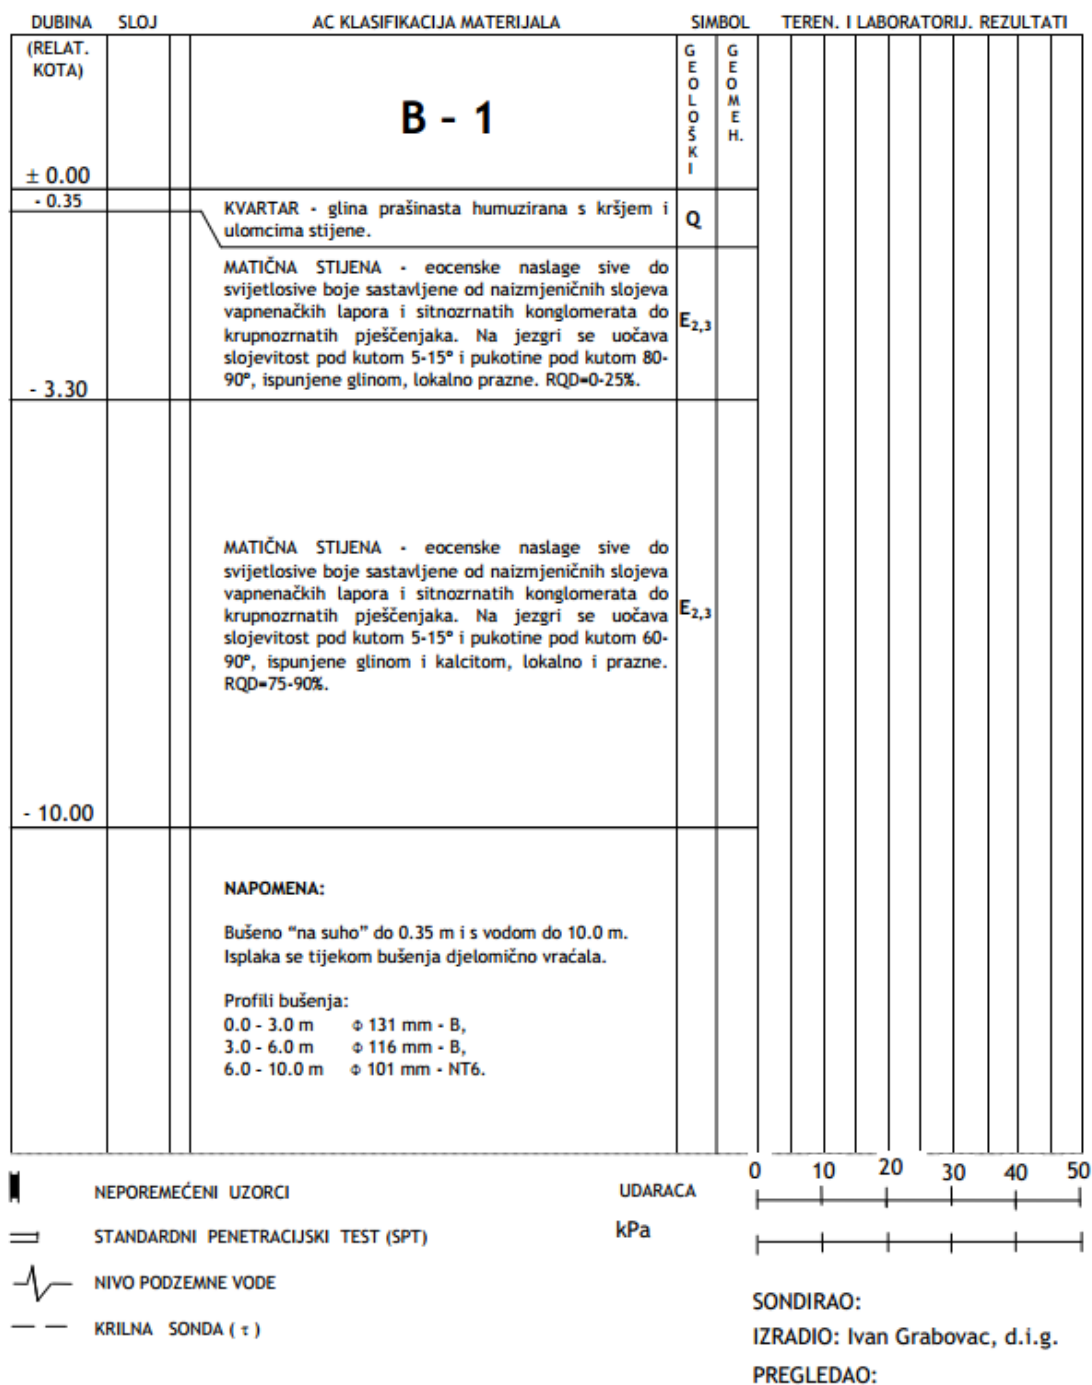 DUBINA SLOJ AC KLASIFIKACIJA MATERIJALA SIMBOL TEREN. I LABORATORIJ. REZULTATI
(RELAT.
KOTA)
GEOLOŠKI
GEOMEH.
B - 1
± 0.00
- 0.35
KVARTAR - glina prašinasta humuzirana s kršjem i
ulomcima stijene.
Q
MATIČNA STIJENA - eocenske naslage sive do
svijetlosive boje sastavljene od naizmjeničnih slojeva
vapnenačkih lapora i sitnozrnatih konglomerata do
krupnozrnatih pješčenjaka. Na jezgri se uočava
slojevitost pod kutom 5-15° i pukotine pod kutom 80-
90°, ispunjene glinom, lokalno prazne. RQD=0-25%.
E2,3
- 3.30
MATIČNA STIJENA - eocenske naslage sive do
svijetlosive boje sastavljene od naizmjeničnih slojeva
vapnenačkih lapora i sitnozrnatih konglomerata do
krupnozrnatih pješčenjaka. Na jezgri se uočava
slojevitost pod kutom 5-15° i pukotine pod kutom 60-
90°, ispunjene glinom i kalcitom, lokalno i prazne.
RQD=75-90%.
E2,3
- 10.00
NAPOMENA:
Bušeno “na suho” do 0.35 m i s vodom do 10.0 m.
Isplaka se tijekom bušenja djelomično vraćala.
Profili bušenja:
0.0 - 3.0 m Φ 131 mm - B,
3.0 - 6.0 m Φ 116 mm - B,
6.0 - 10.0 m Φ 101 mm - NT6.
0 10 20 30 40 50
NEPOREMEĆENI UZORCI UDARACA
STANDARDNI PENETRACIJSKI TEST (SPT) kPa
NIVO PODZEMNE VODE
KRILNA SONDA ( τ )
SONDIRAO:
IZRADIO: Ivan Grabovac, d.i.g.
PREGLEDAO: